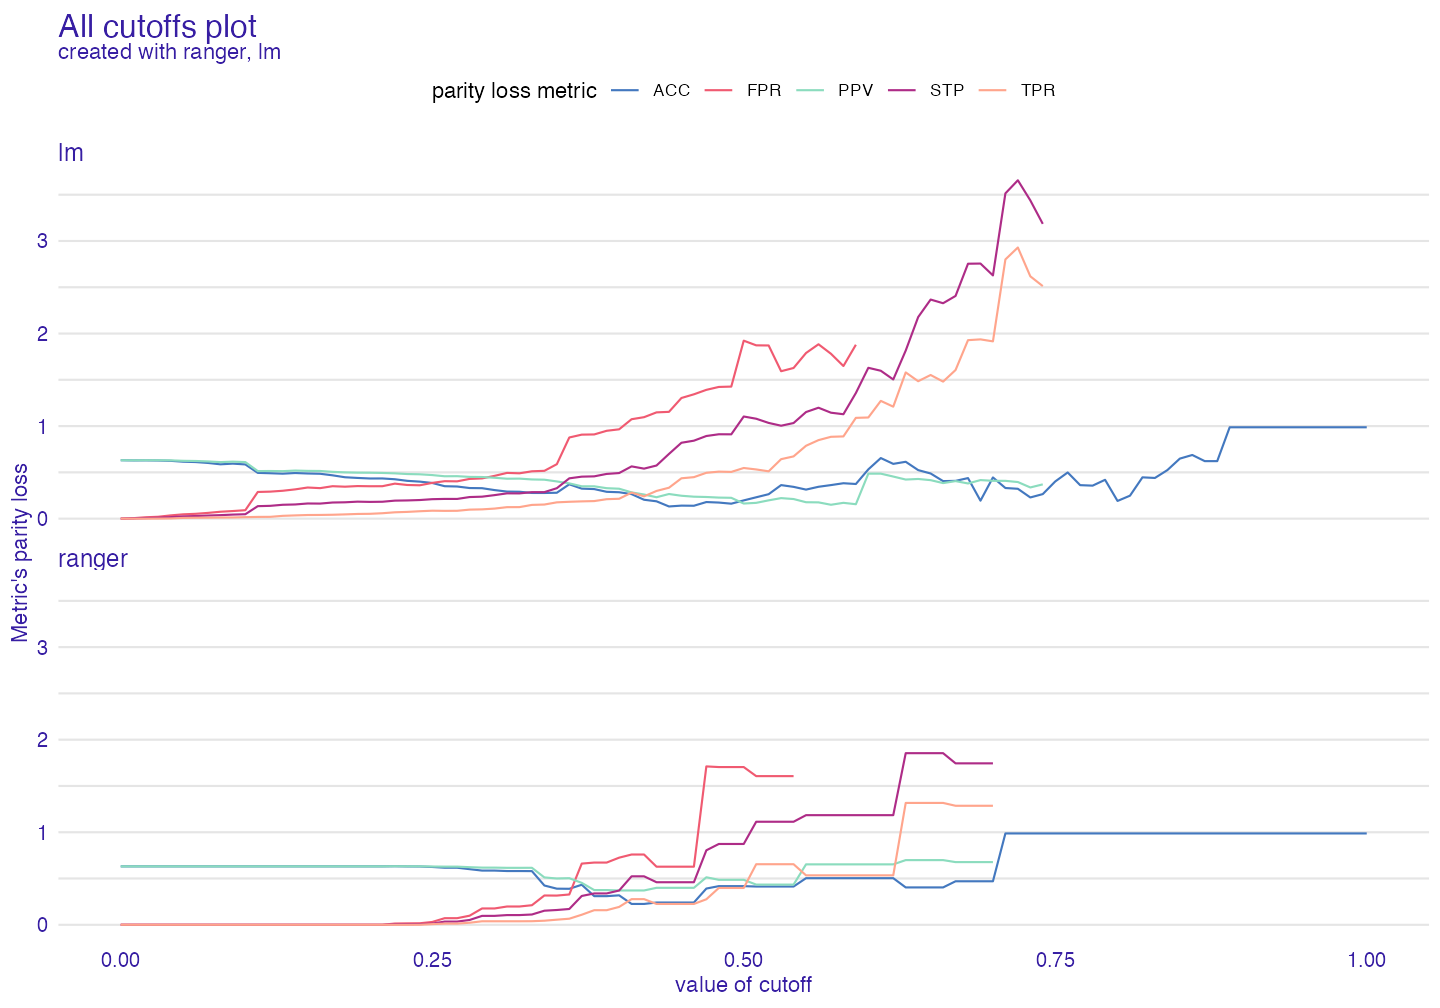 All cutoffs plot
created with ranger, lm
parity loss metric ACC FPR PPV STP TPR
lm
3
2
1
0
Metric's parity loss
ranger
3
2
1
0
0.00 0.25 0.50 0.75 1.00
value of cutoff